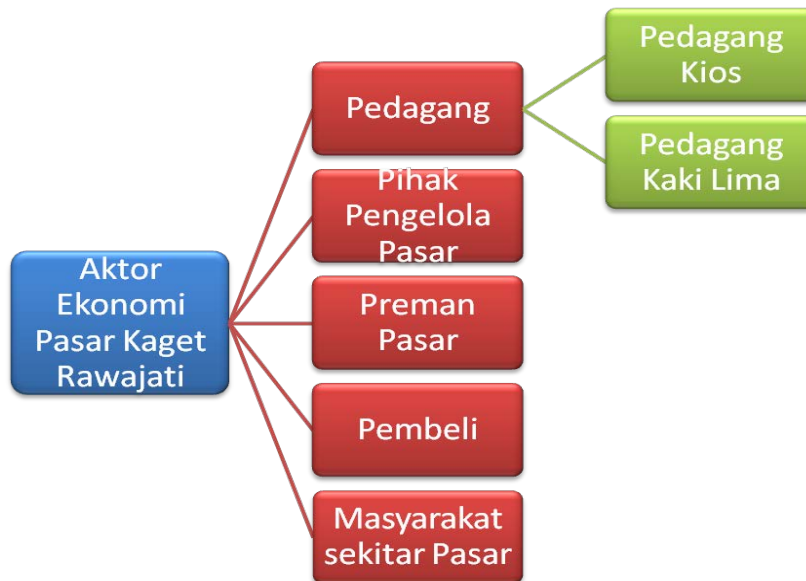 Aktor
Ekonomi
Pasar Kaget
Rawajati
Pedagang
Pihak
Pengelola
Pasar
Preman
Pasar
Pembeli
Masyarakat
sekitar Pasar
Pedagang
Kios
Pedagang
Kaki Lima